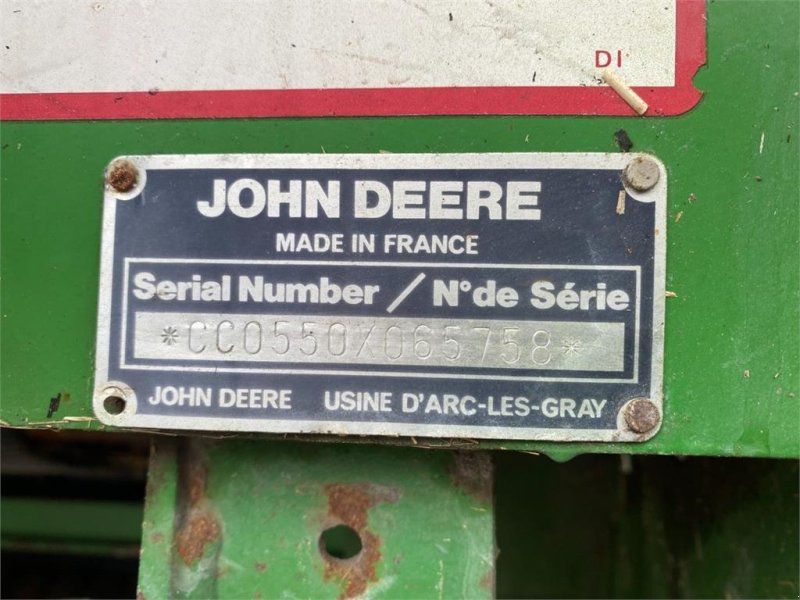 DI
JOHN DEERE
MADE IN FRANCE
Serial Number / N°de Série
*CC0550X065758*
JOHN DEERE USINE D'ARC-LES-GRAY